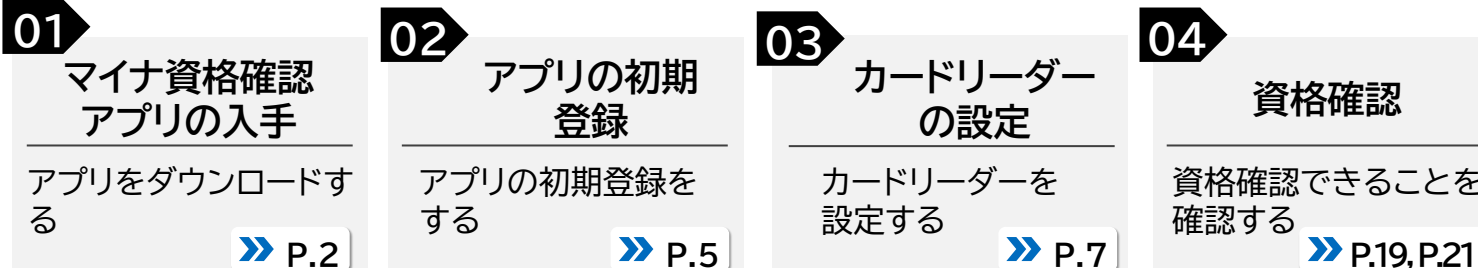 01
マイナ資格確認
アプリの入手
アプリをダウンロードす
る
P.2
02
アプリの初期
登録
アプリの初期登録を
する
P.5
03
カードリーダー
の設定
カードリーダーを
設定する
P.7
04
資格確認
資格確認できることを
確認する
P.19,P.21